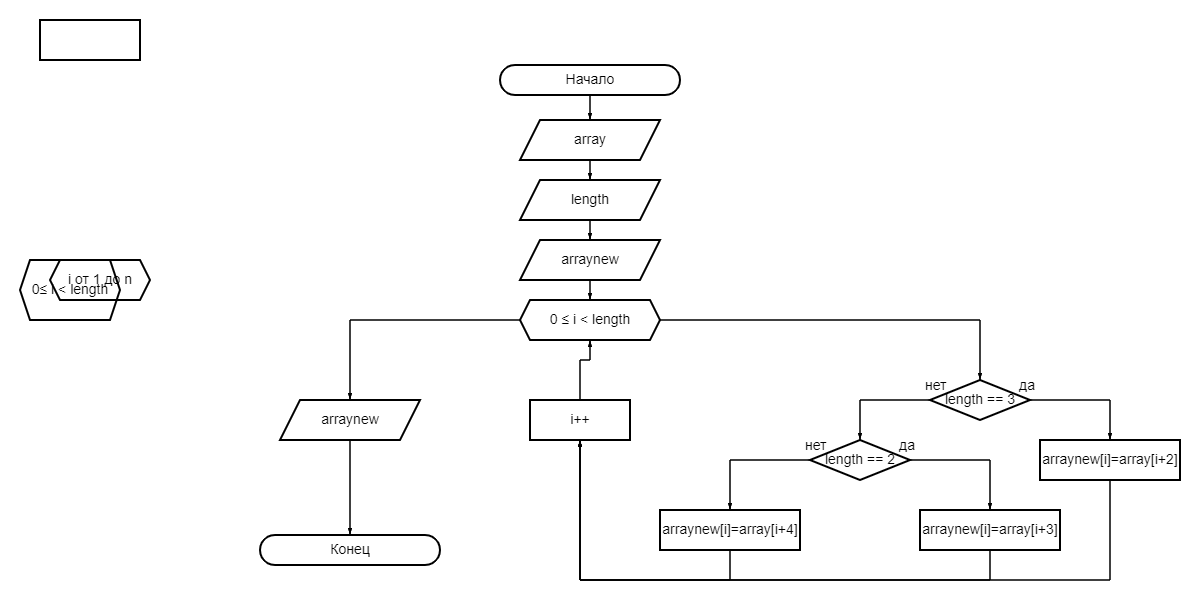 Начало
array
length
arraynew
i от 1 до n
0≤ i < length
0 ≤ i < length
нет
да
length == 3
arraynew
i++
нет
да
length == 2
arraynew[i]=array[i+2]
arraynew[i]=array[i+4]
arraynew[i]=array[i+3]
Конец